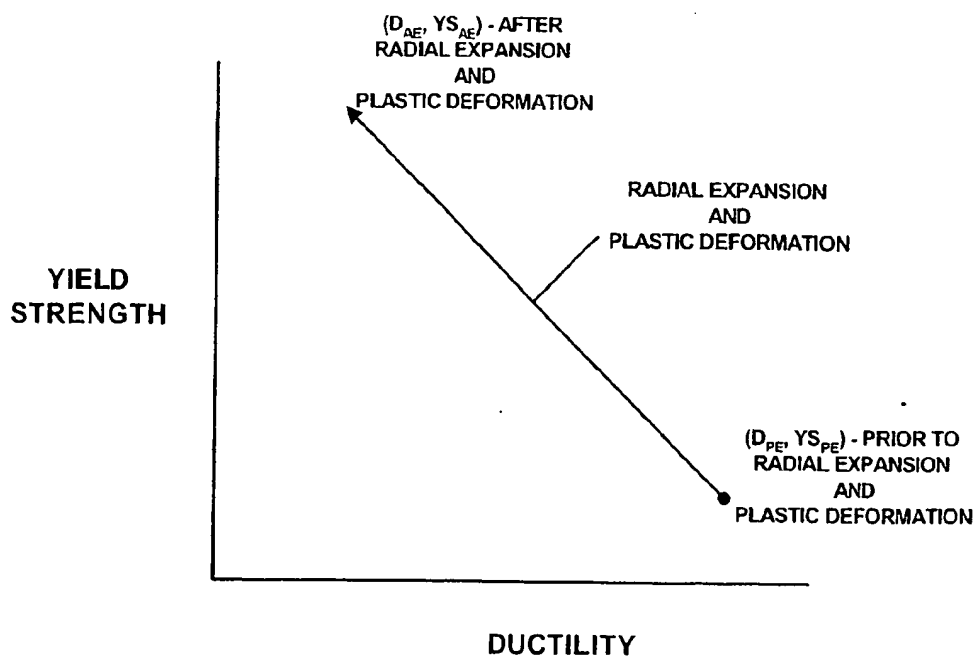 (D_AE, YS_AE) - AFTER
RADIAL EXPANSION
AND
PLASTIC DEFORMATION
RADIAL EXPANSION
AND
PLASTIC DEFORMATION
YIELD
STRENGTH
(D_PE, YS_PE) - PRIOR TO
RADIAL EXPANSION
AND
PLASTIC DEFORMATION
DUCTILITY